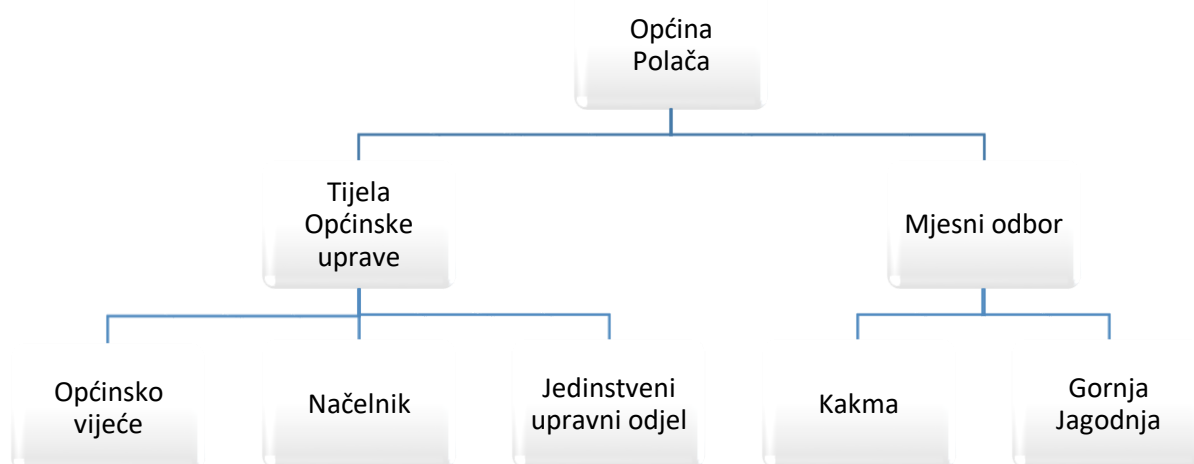 Općina
Polača
Tijela
Općinske
uprave
Mjesni odbor
Općinsko
vijeće
Načelnik
Jedinstveni
upravni odjel
Kakma
Gornja
Jagodnja